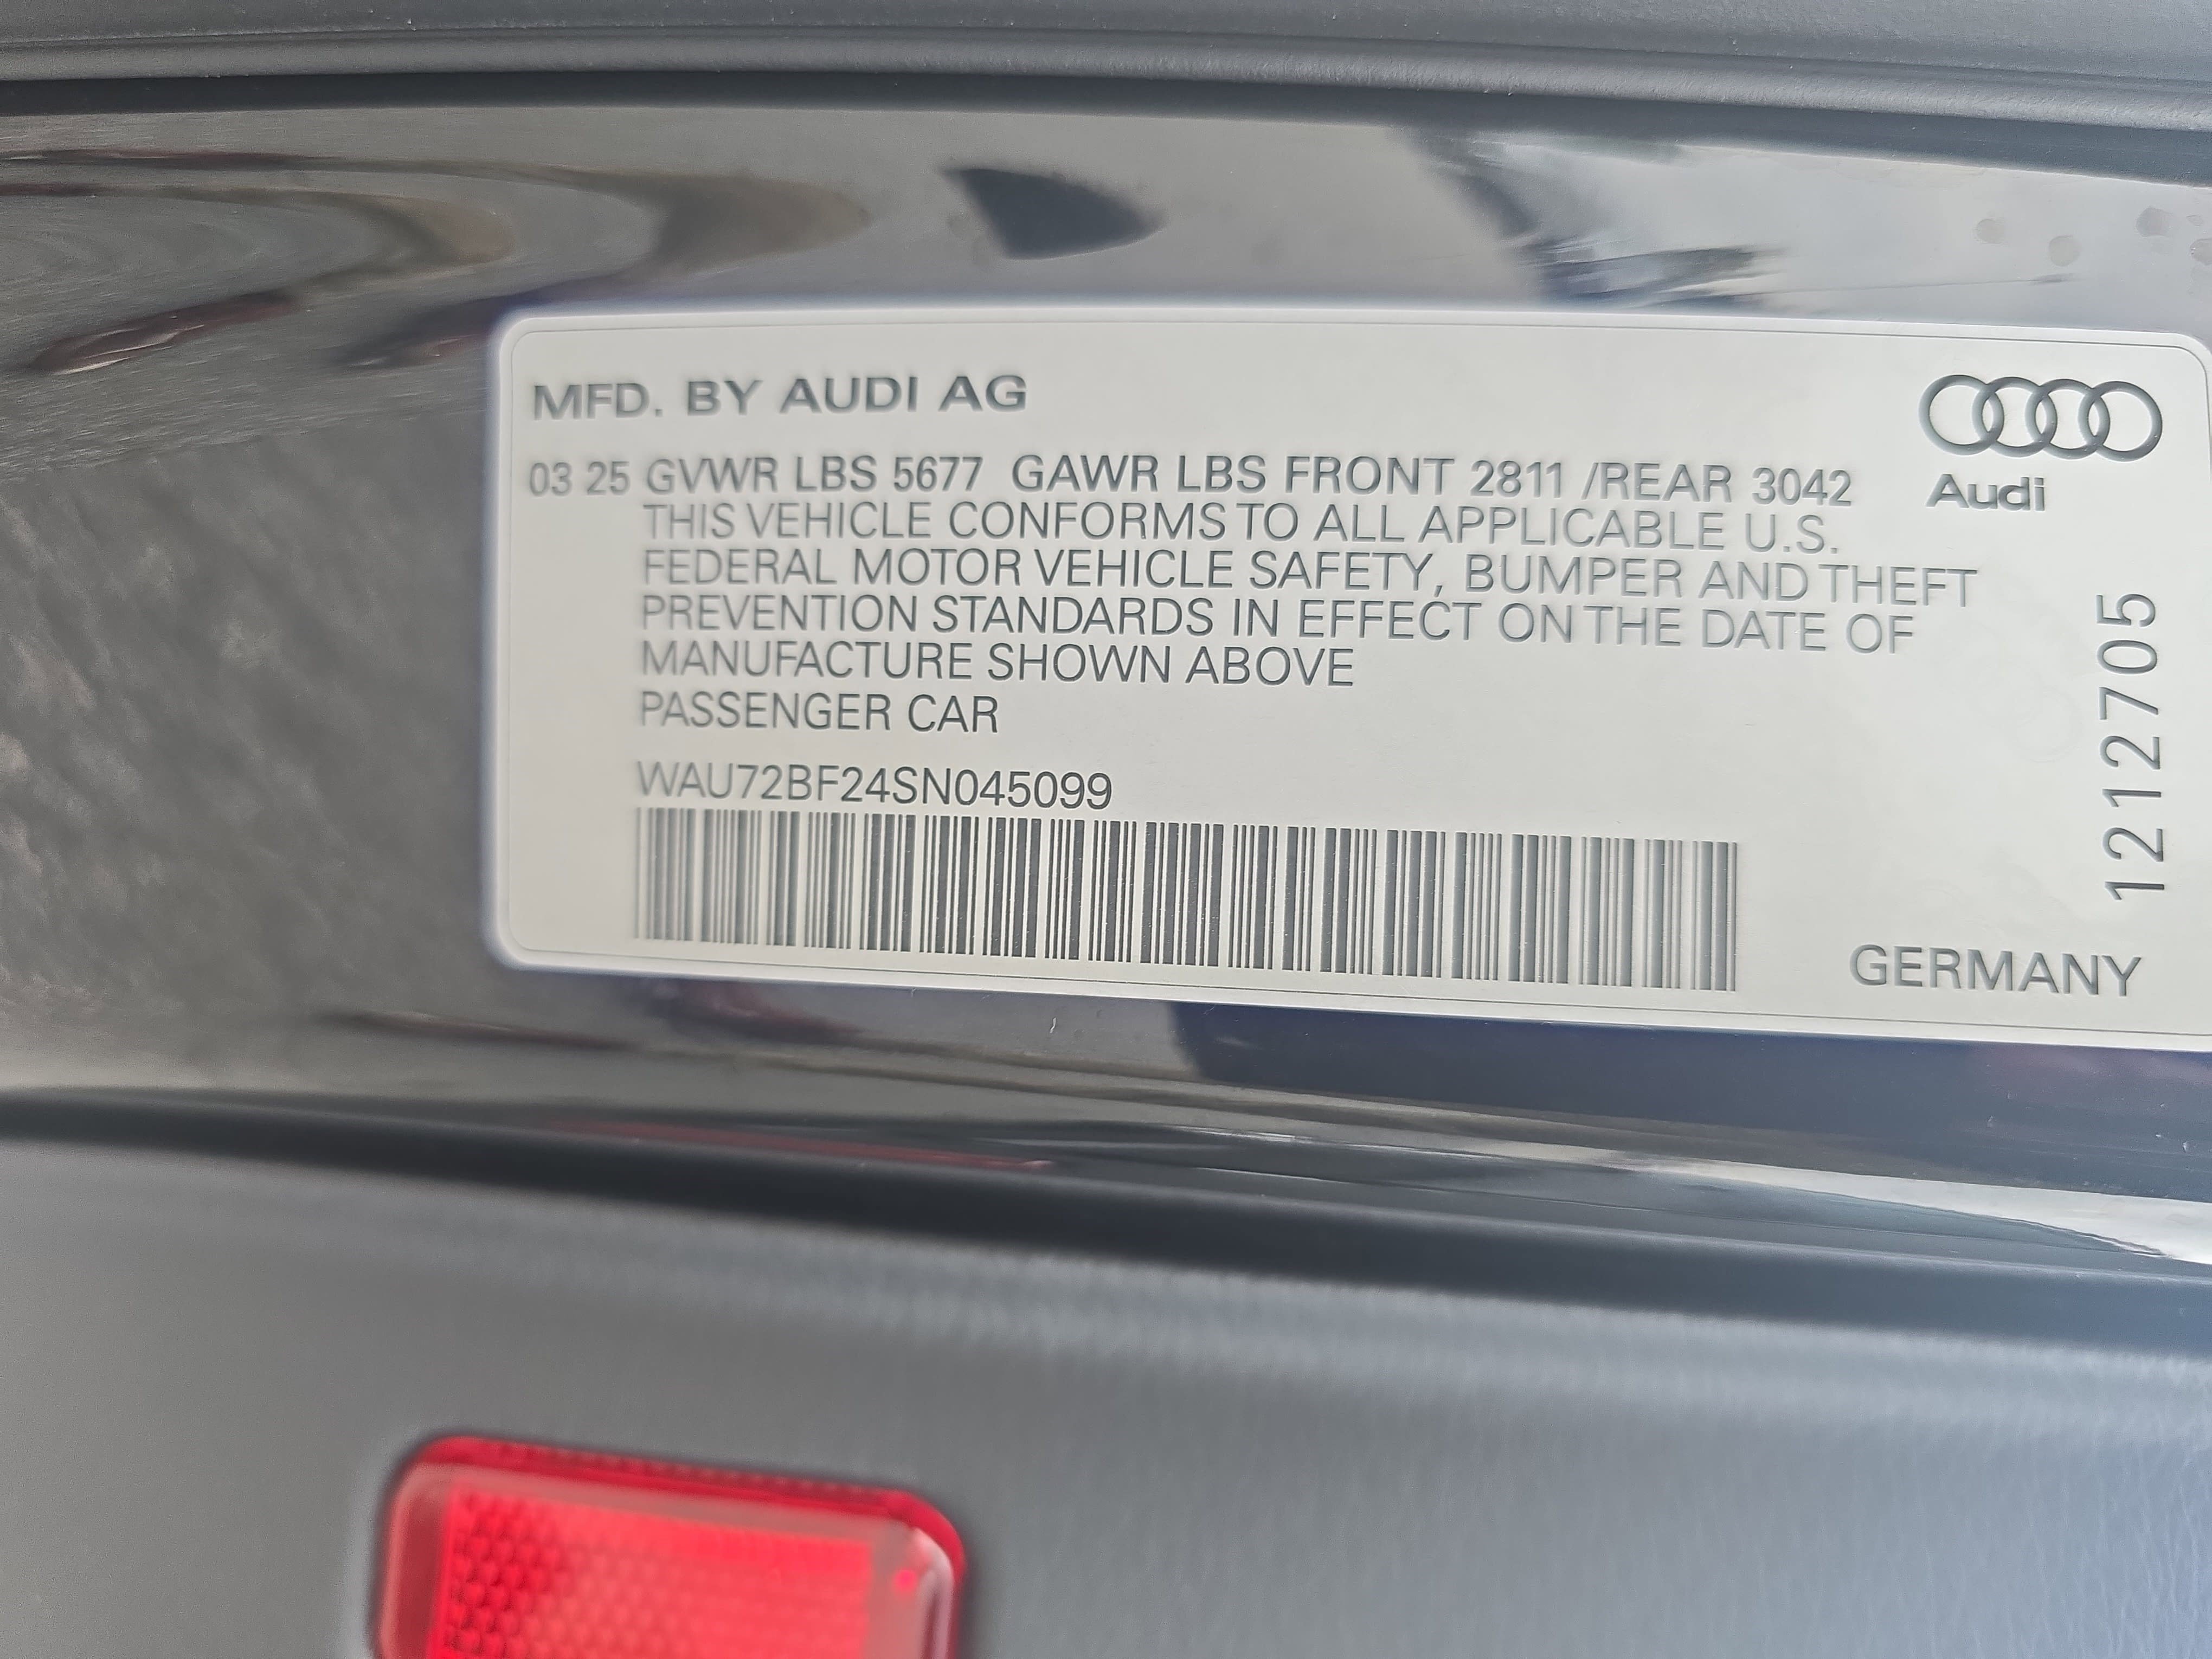 MFD. BY AUDI AG
03 25 GVWR LBS 5677 GAWR LBS FRONT 2811 /REAR 3042
THIS VEHICLE CONFORMS TO ALL APPLICABLE U.S.
FEDERAL MOTOR VEHICLE SAFETY, BUMPER AND THEFT
PREVENTION STANDARDS IN EFFECT ON THE DATE OF
MANUFACTURE SHOWN ABOVE
PASSENGER CAR
WAU72BF24SN045099
Audi
1212705
GERMANY